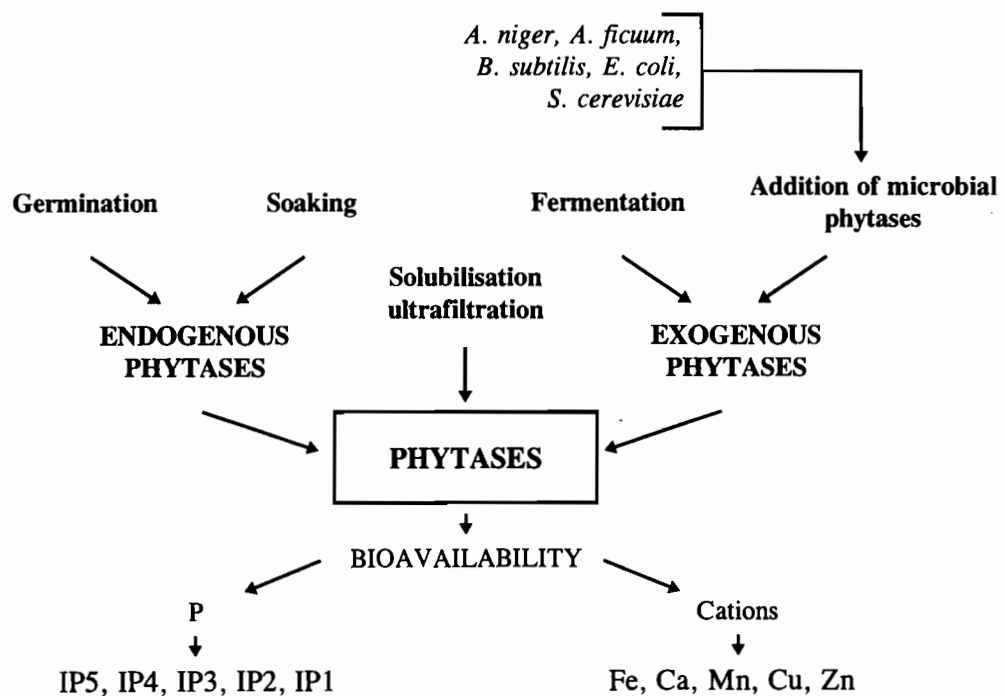 A. niger, A. ficuum,
B. subtilis, E. coli,
S. cerevisiae
Germination
Soaking
Fermentation
Addition of microbial
phytases
Solubilisation
ultrafiltration
ENDOGENOUS
PHYTASES
EXOGENOUS
PHYTASES
PHYTASES
BIOAVAILABILITY
P
Cations
IP5, IP4, IP3, IP2, IP1
Fe, Ca, Mn, Cu, Zn